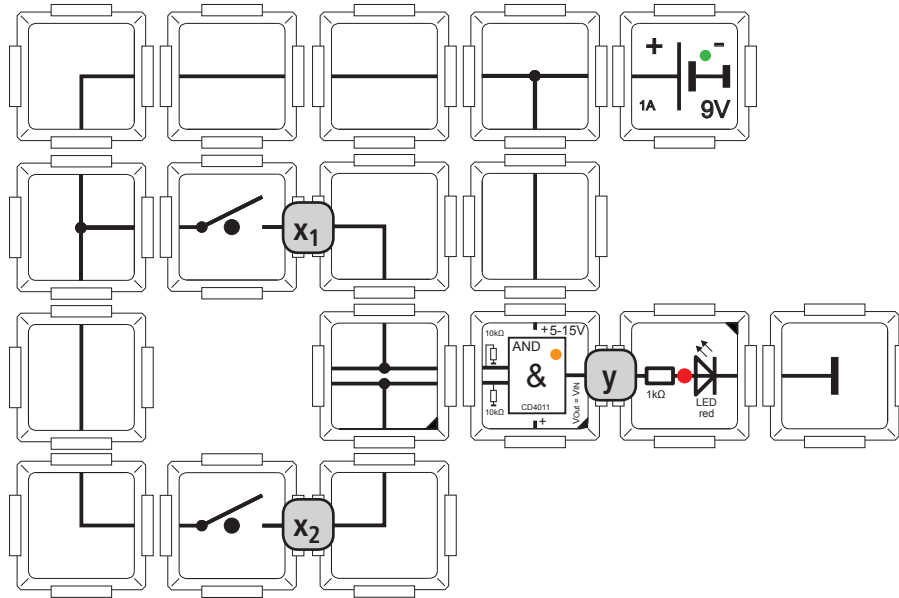 + -
1A 9V
x1
10kΩ
+5-15V
AND
&
CD4011
10kΩ
+
VOut = VIN
y
1kΩ
LED
red
x2